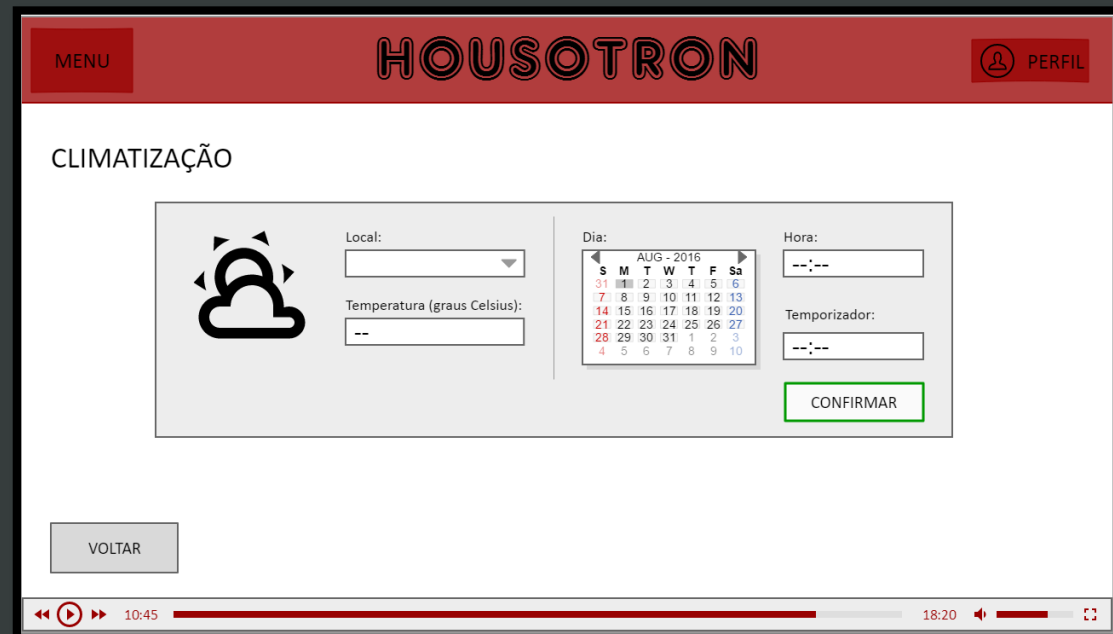 MENU
HOUSOTRON
PERFIL
CLIMATIZAÇÃO
Local:
Temperatura (graus Celsius):
--
Dia:
AUG - 2016
S M T W T F Sa
31 1 2 3 4 5 6
7 8 9 10 11 12 13
14 15 16 17 18 19 20
21 22 23 24 25 26 27
28 29 30 31 1 2 3
4 5 6 7 8 9 10
Hora:
--:--
Temporizador:
--:--
CONFIRMAR
VOLTAR
10:45
18:20